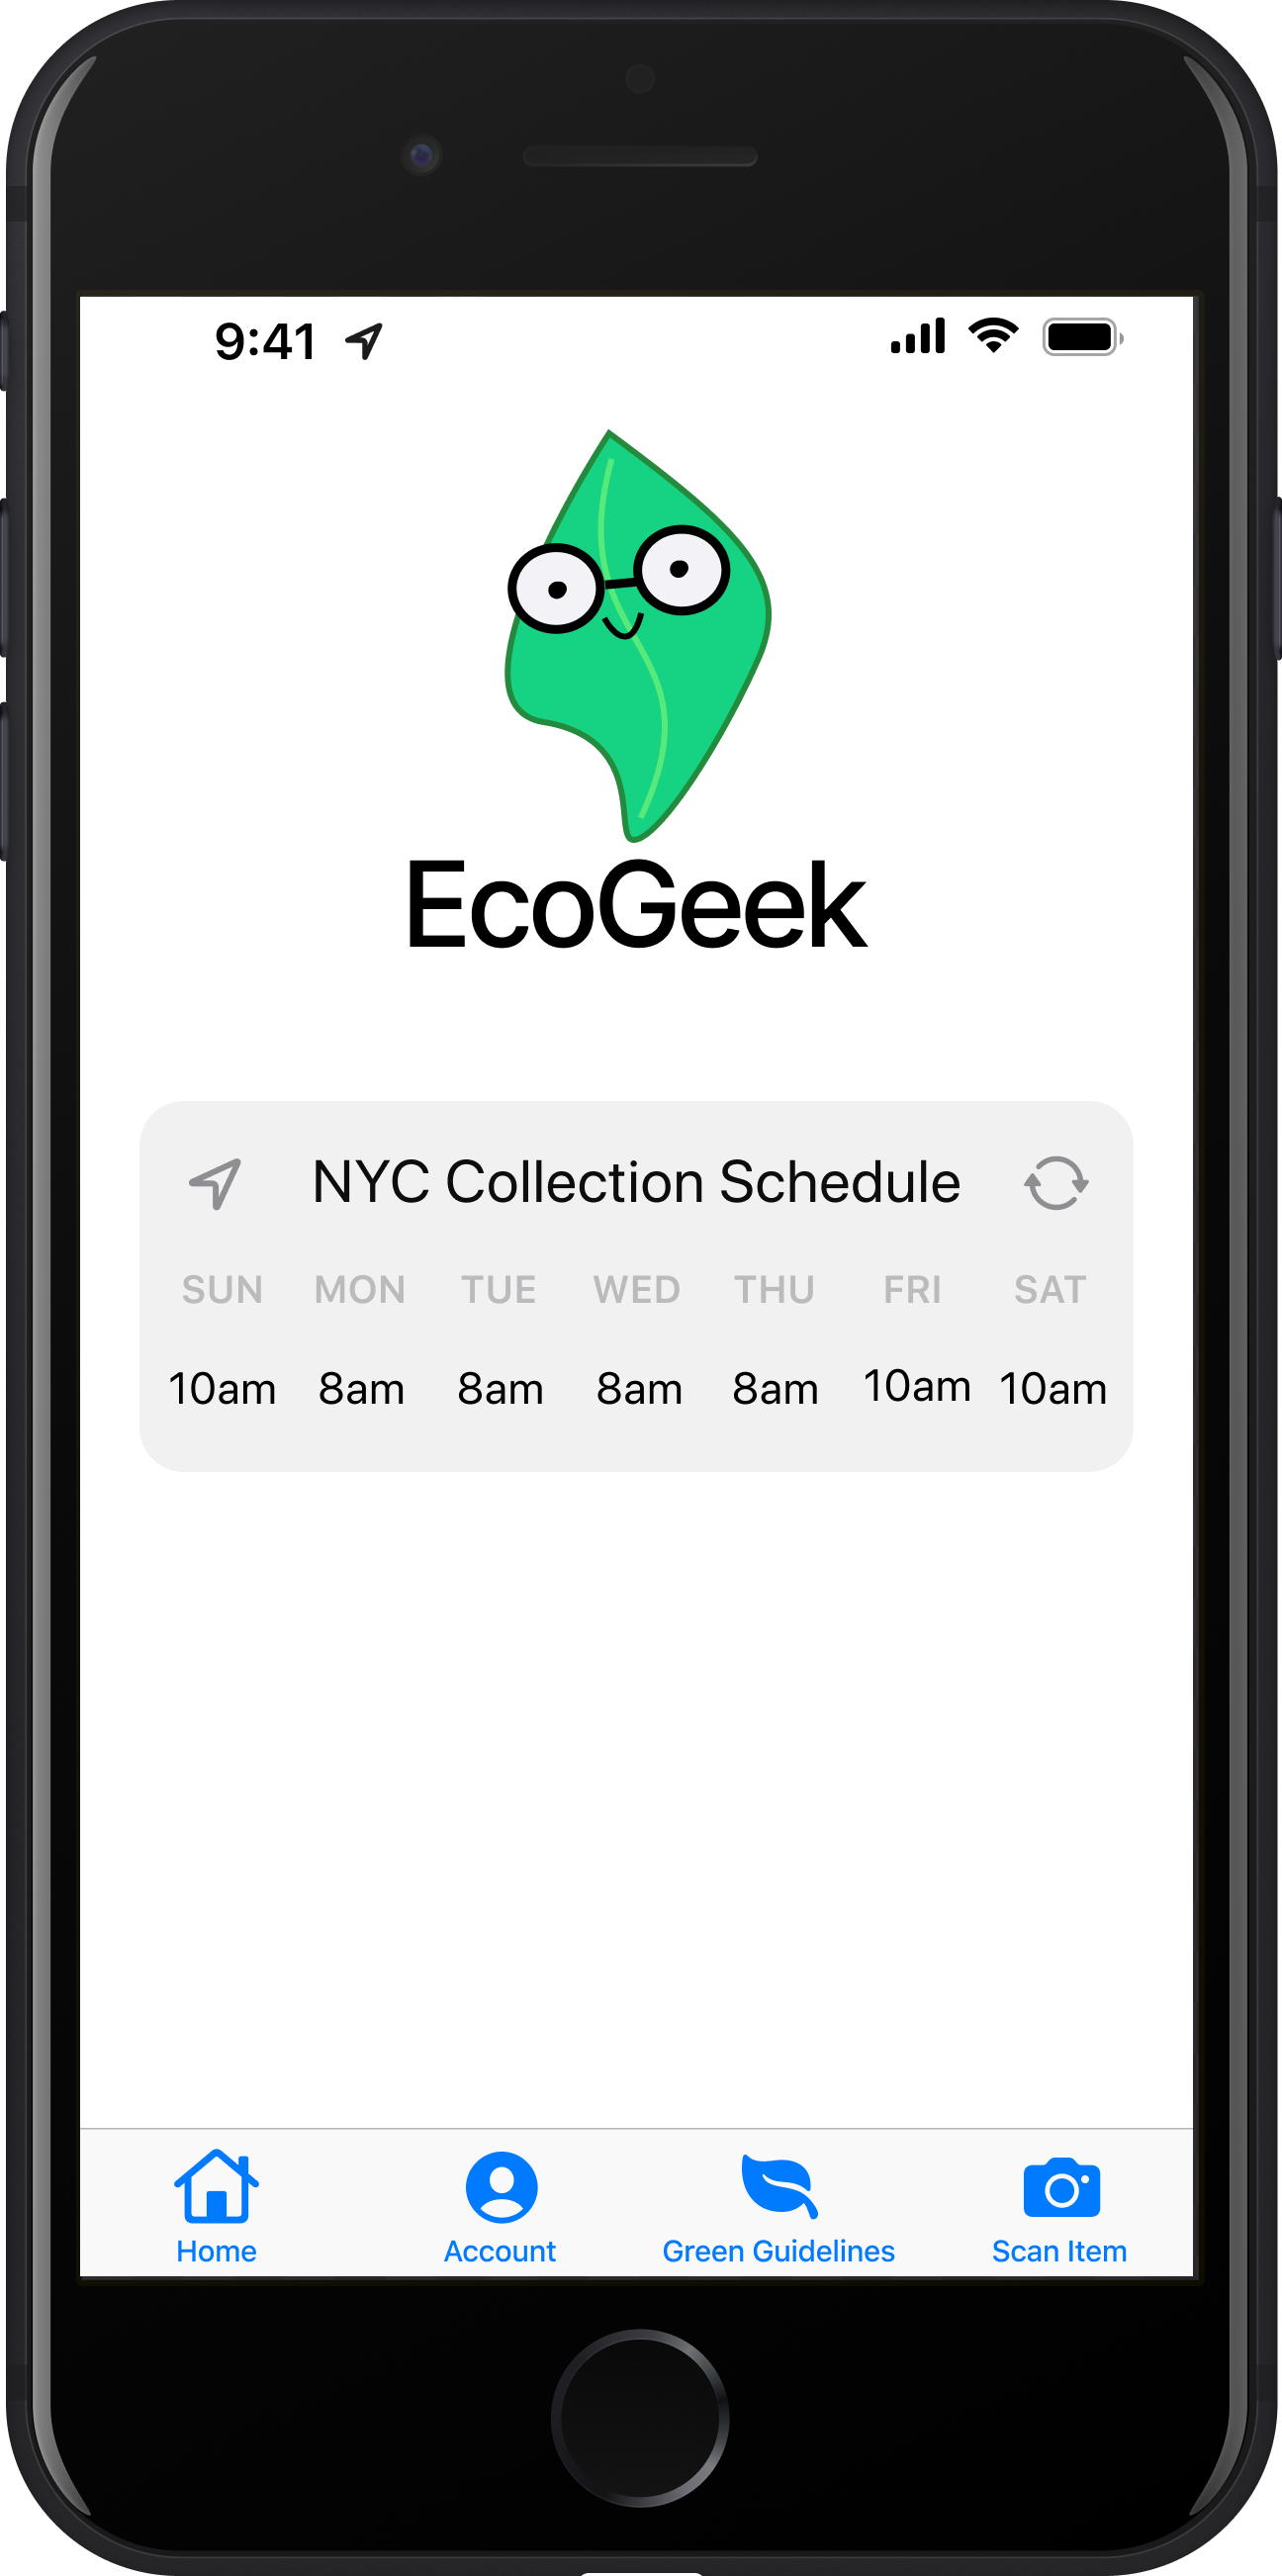 9:41
EcoGeek
NYC Collection Schedule
SUN MON TUE WED THU FRI SAT
10am 8am 8am 8am 8am 10am 10am
Home Account Green Guidelines Scan Item